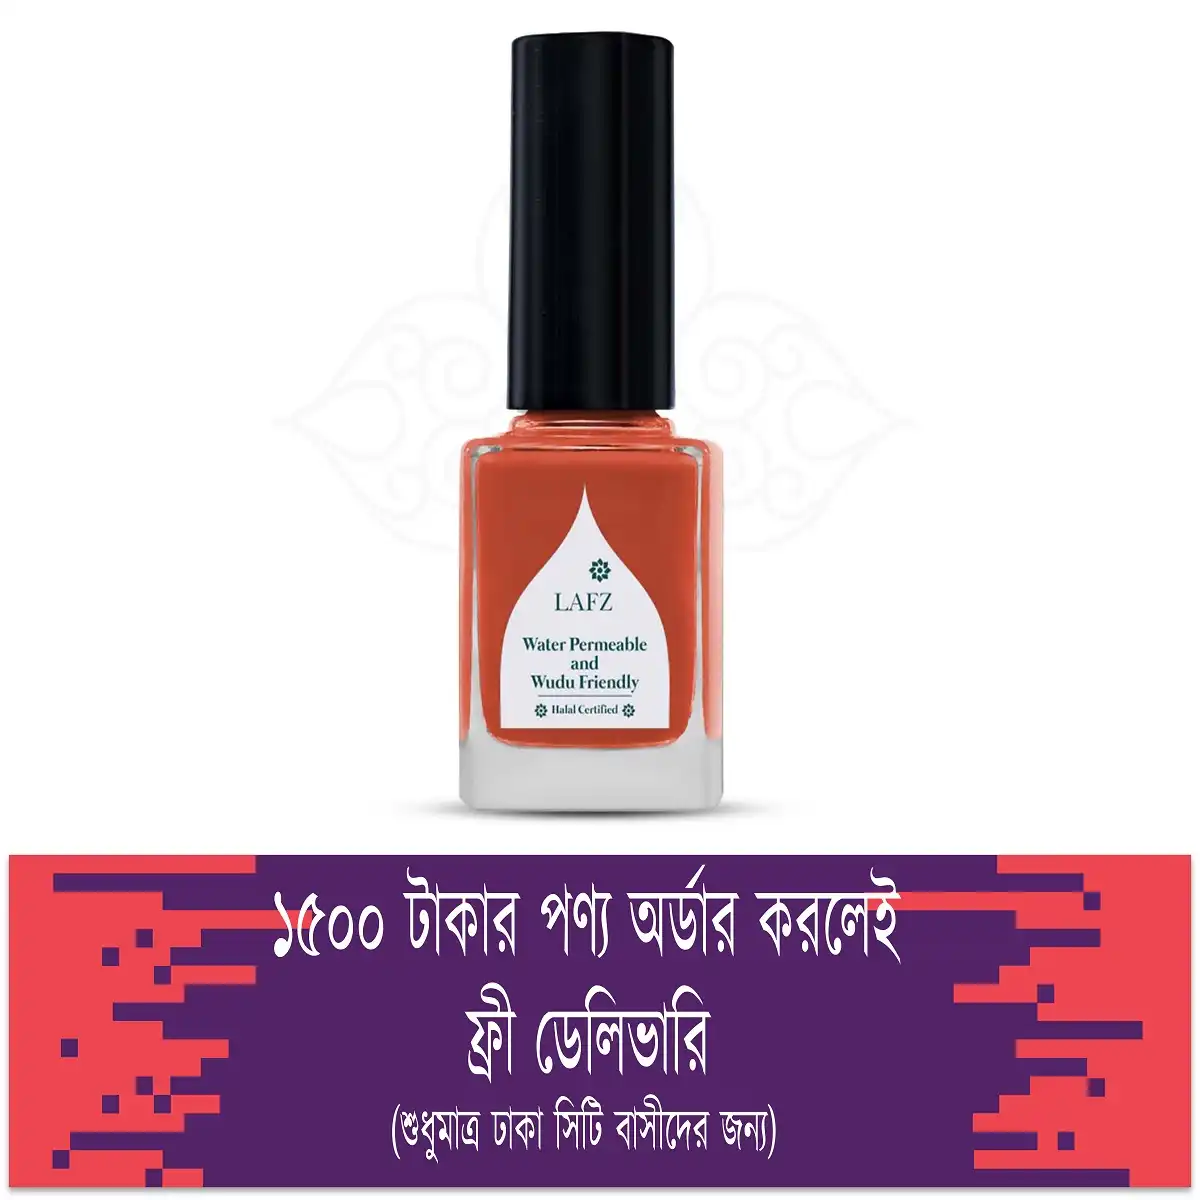 LAFZ
Water Permeable
and
Wudu Friendly
Halal Certified
১৫০০ টাকার পণ্য অর্ডার করলেই
ফ্রী ডেলিভারি
(শুধুমাত্র ঢাকা সিটি বাসীদের জন্য)